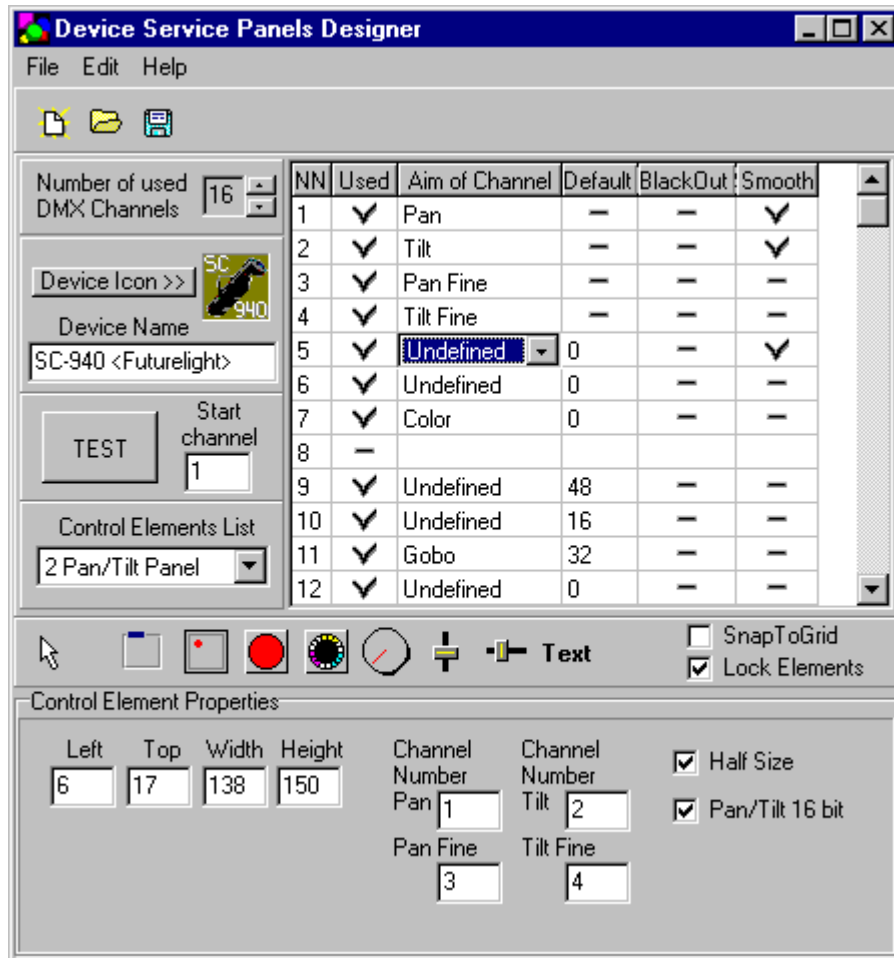 Device Service Panels Designer
File Edit Help
Number of used DMX Channels 16
Device Icon >> SC 940
Device Name
SC-940 <Futurelight>
TEST
Start channel
1
Control Elements List
2 Pan/Tilt Panel
NN Used Aim of Channel Default BlackOut Smooth
1 Pan
2 Tilt
3 Pan Fine
4 Tilt Fine
5 Undefined 0
6 Undefined 0
7 Color 0
8
9 Undefined 48
10 Undefined 16
11 Gobo 32
12 Undefined 0
Text
SnapToGrid
Lock Elements
Control Element Properties
Left Top Width Height
6 17 138 150
Channel Number Pan 1
Channel Number Tilt 2
Pan Fine 3
Tilt Fine 4
Half Size
Pan/Tilt 16 bit